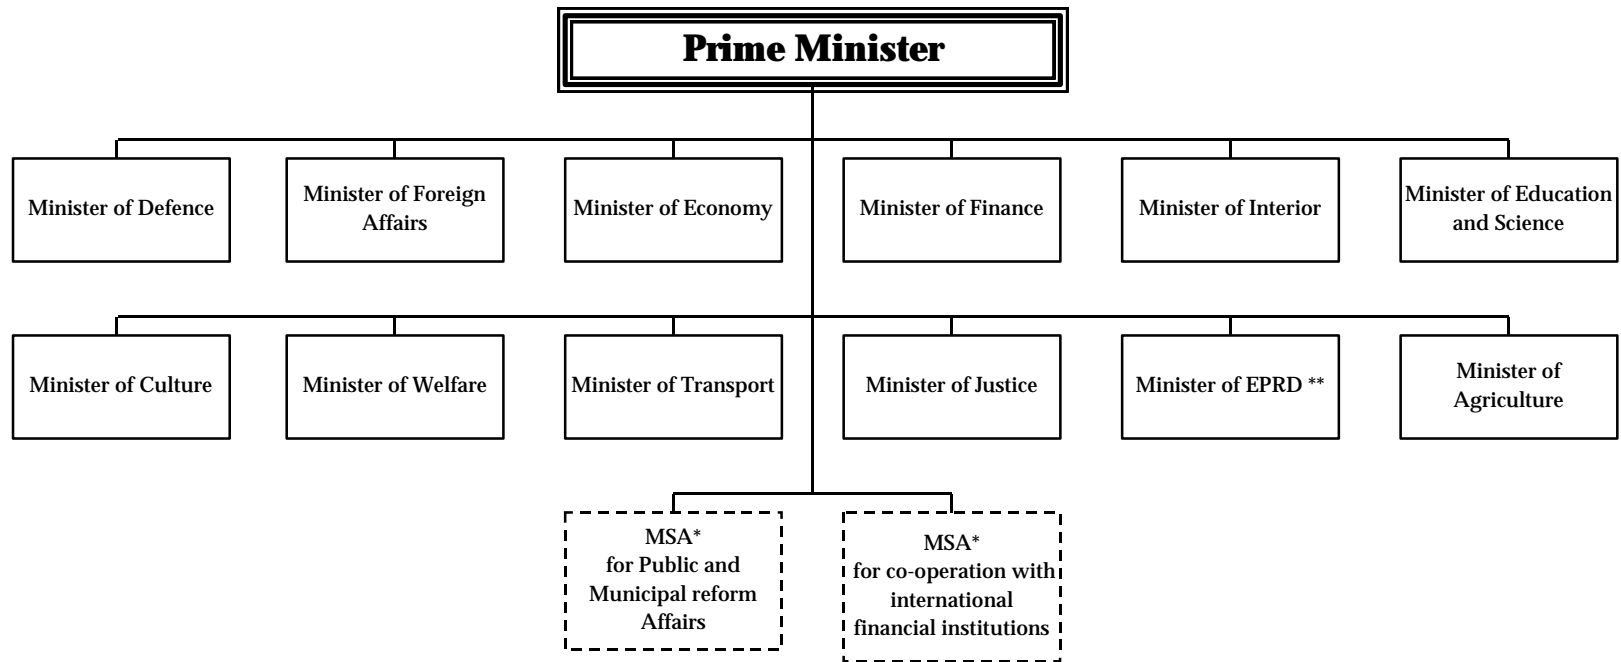 Prime Minister
Minister of Defence
Minister of Foreign
Affairs
Minister of Economy
Minister of Finance
Minister of Interior
Minister of Education
and Science
Minister of Culture
Minister of Welfare
Minister of Transport
Minister of Justice
Minister of EPRD **
Minister of
Agriculture
MSA*
for Public and
Municipal reform
Affairs
MSA*
for co-operation with
international
financial institutions